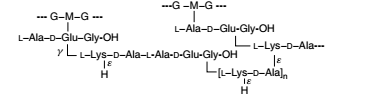 --- G–M–G ---
L–Ala–D–Glu–Gly-OH
γ
L–Lys–D–Ala–L-Ala-D-Glu-Gly-OH
ε
H
---G –M–G ---
L-Ala-D-Glu-Gly-OH
L–Lys–D–Ala---
ε
[L-Lys-D-Ala]n
ε
H